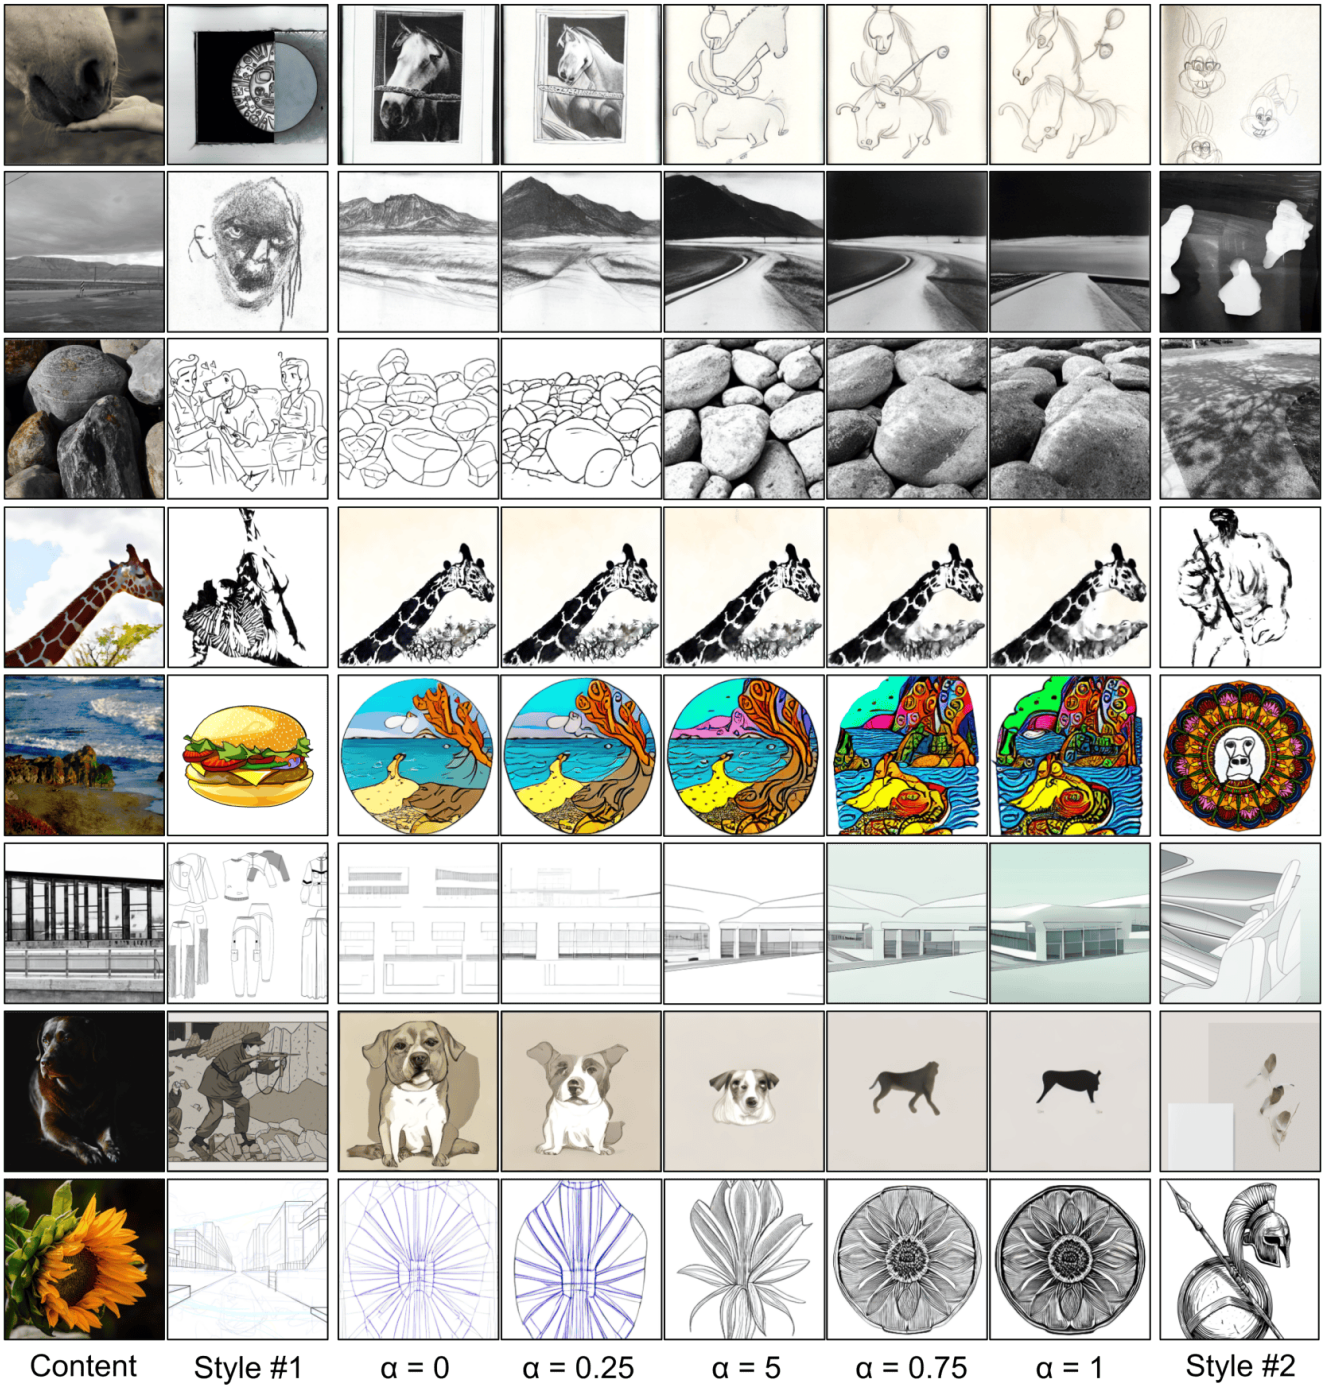 Content Style #1 α = 0 α = 0.25 α = 5 α = 0.75 α = 1 Style #2